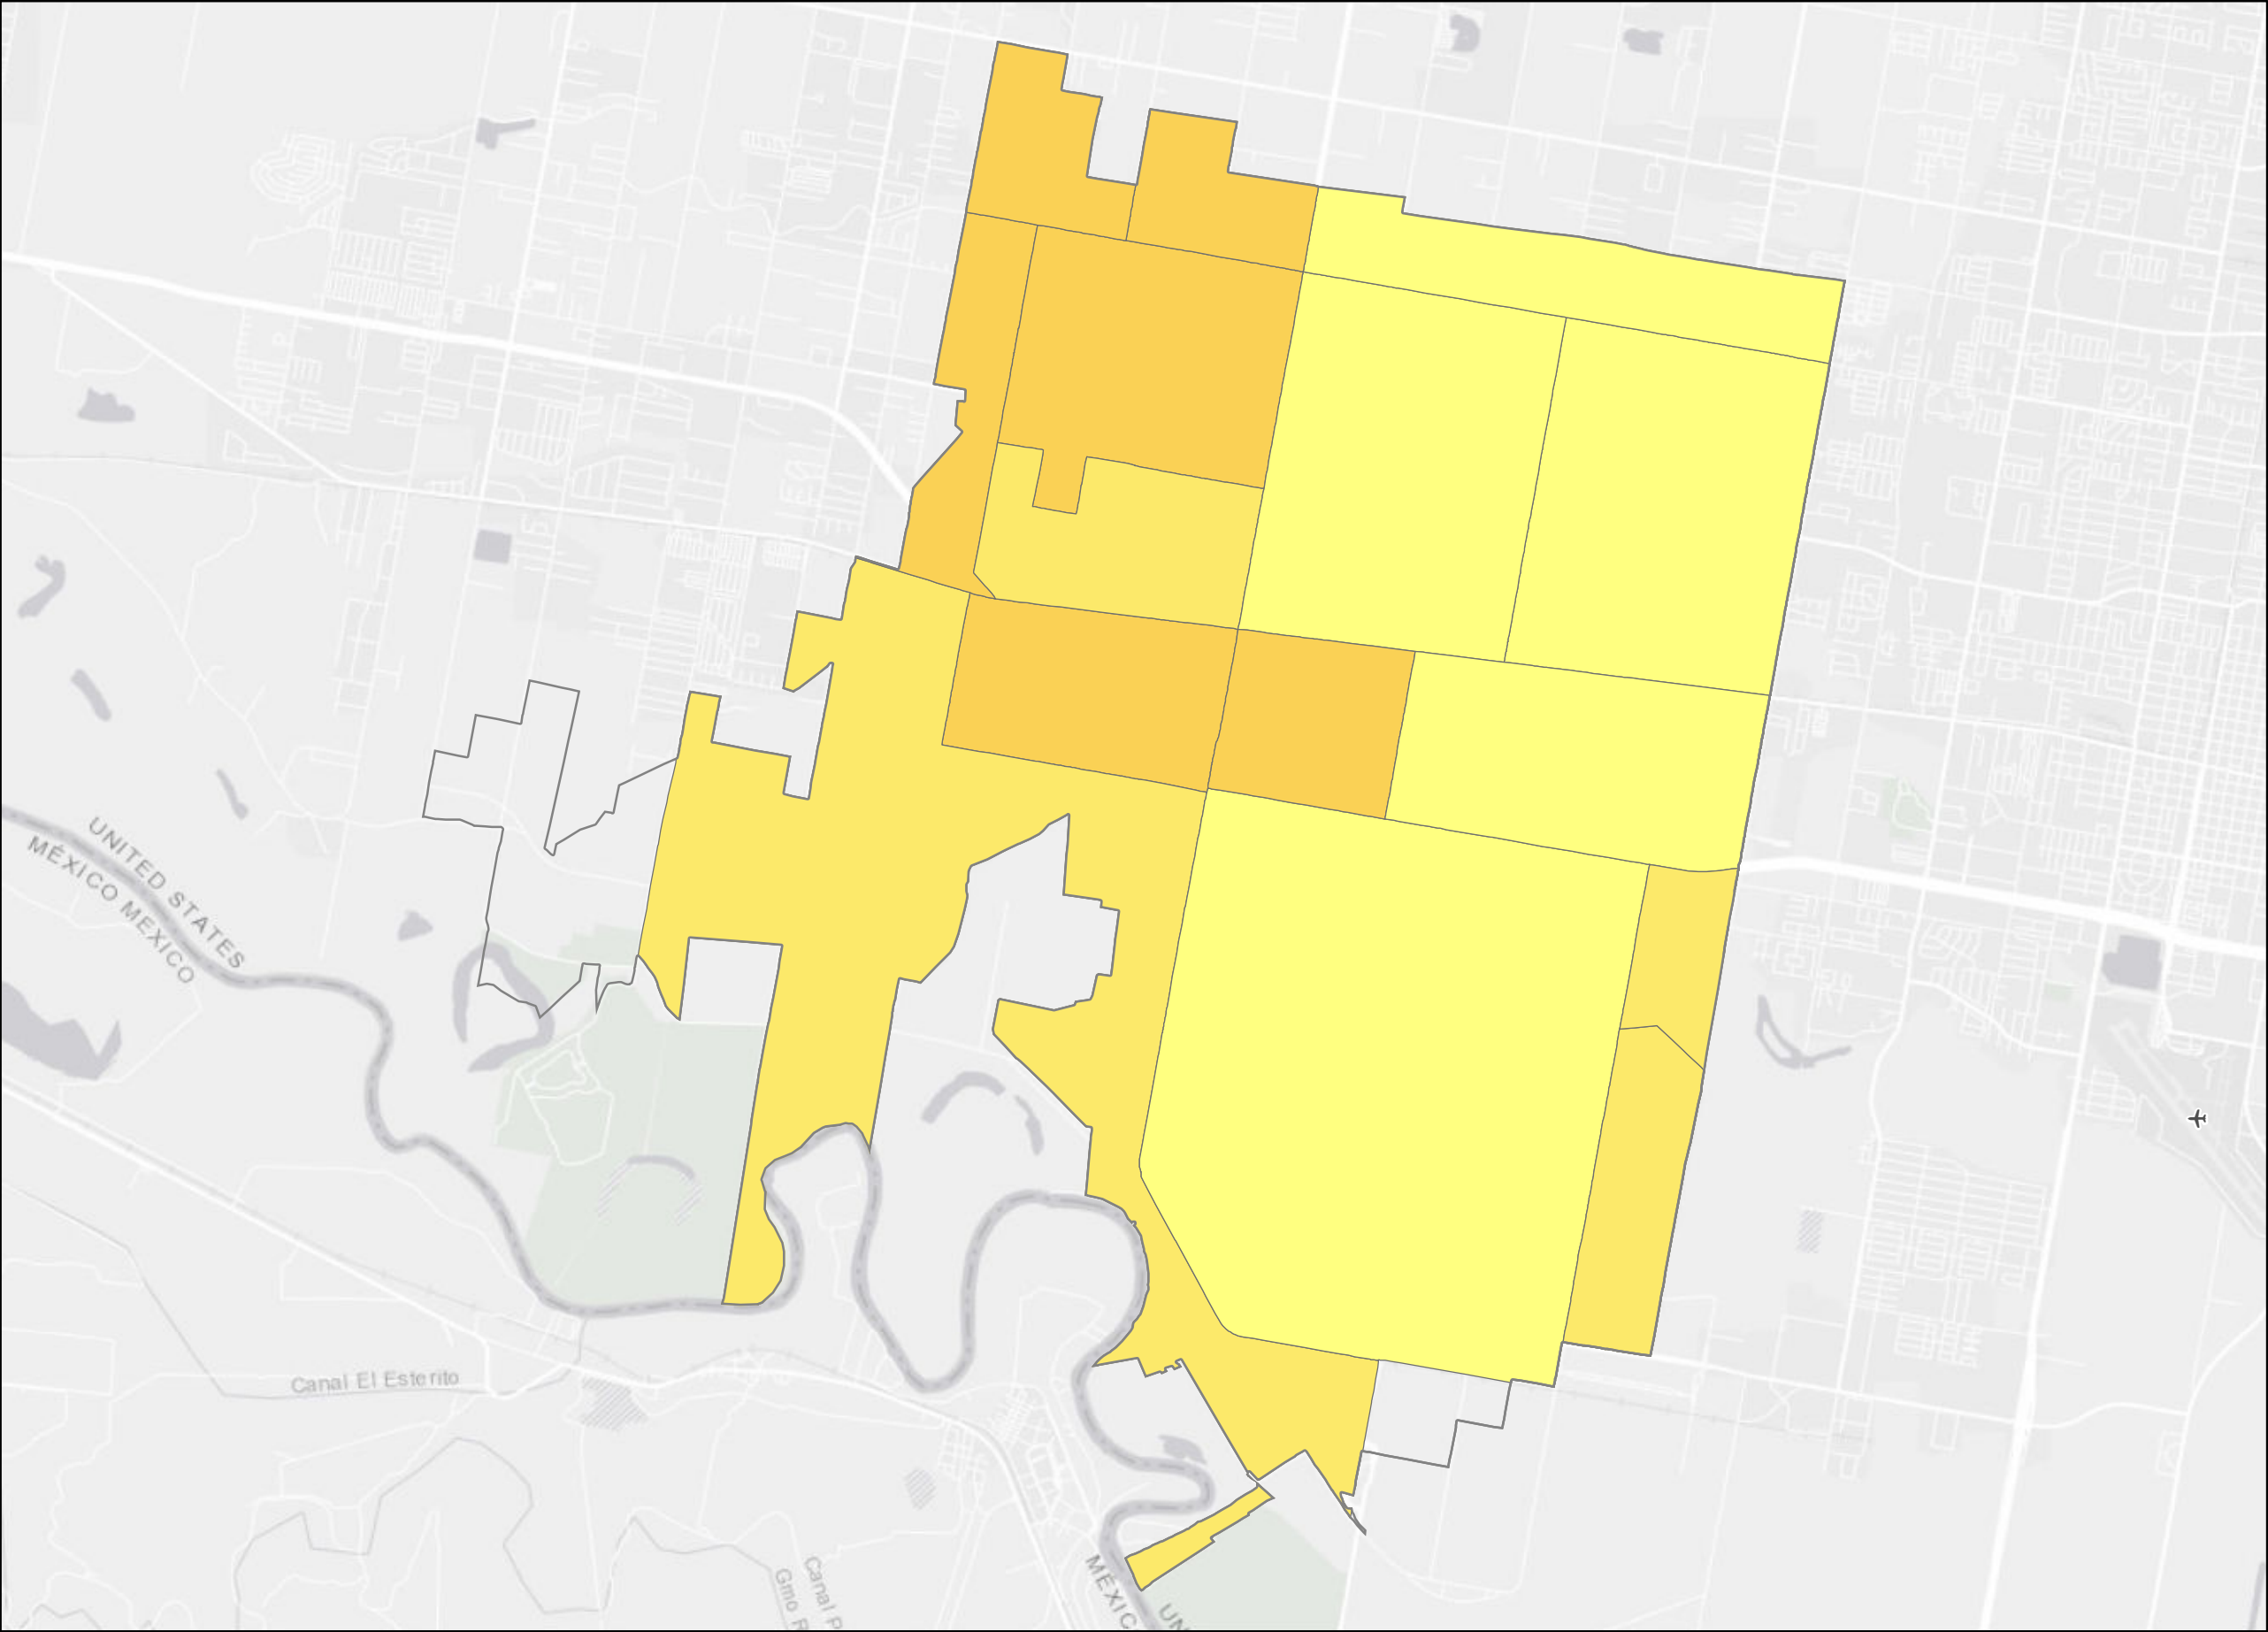 UNITED STATES
MÉXICO MEXICO
Canal El Esterito
Canal P
Gmo R
MÉXIC
UN